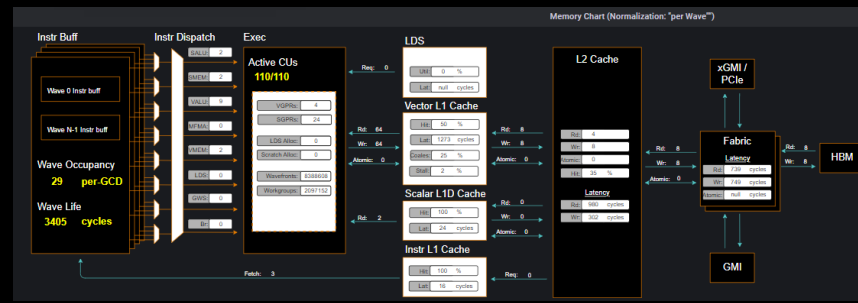 Memory Chart (Normalization: "per Wave"")
Instr Buff
Instr Dispatch
Exec
LDS
L2 Cache
Wave 0 Instr buff
Wave N-1 Instr buff
Wave Occupancy
29 per-GCD
Wave Life
3405 cycles
SALU: 2
SMEM: 2
VALU: 9
MFMA: 0
VMEM: 2
LDS: 0
GWS: 0
Br: 0
Active CUs
110/110
VGPRs: 4
SGPRs: 24
LDS Alloc: 0
Scratch Alloc: 0
Wavefronts: 8388608
Workgroups: 2097152
Req: 0
Util: 0 %
Lat: null cycles
Vector L1 Cache
Rd: 64
Wr: 64
Atomic: 0
Hit: 50 %
Lat: 1273 cycles
Coales: 25 %
Stall: 2 %
Rd: 8
Wr: 8
Atomic: 0
Scalar L1D Cache
Rd: 2
Hit: 100 %
Lat: 24 cycles
Rd: 0
Wr: 0
Atomic: 0
Instr L1 Cache
Fetch: 3
Hit: 100 %
Lat: 16 cycles
Req: 0
Rd: 4
Wr: 8
Atomic: 0
Hit: 35 %
Latency
Rd: 980 cycles
Wr: 302 cycles
Rd: 8
Wr: 8
Atomic: 0
xGMI /
PCIe
Fabric
Latency
Rd: 739 cycles
Wr: 749 cycles
Atomic: null cycles
GMI
Rd: 8
Wr: 8
HBM